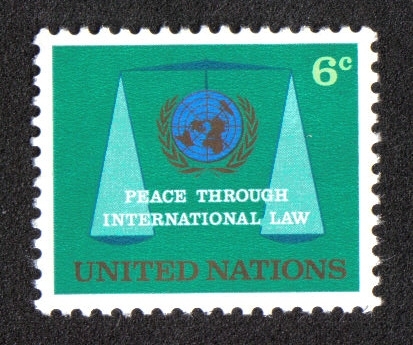 6c
PEACE THROUGH
INTERNATIONAL LAW
UNITED NATIONS